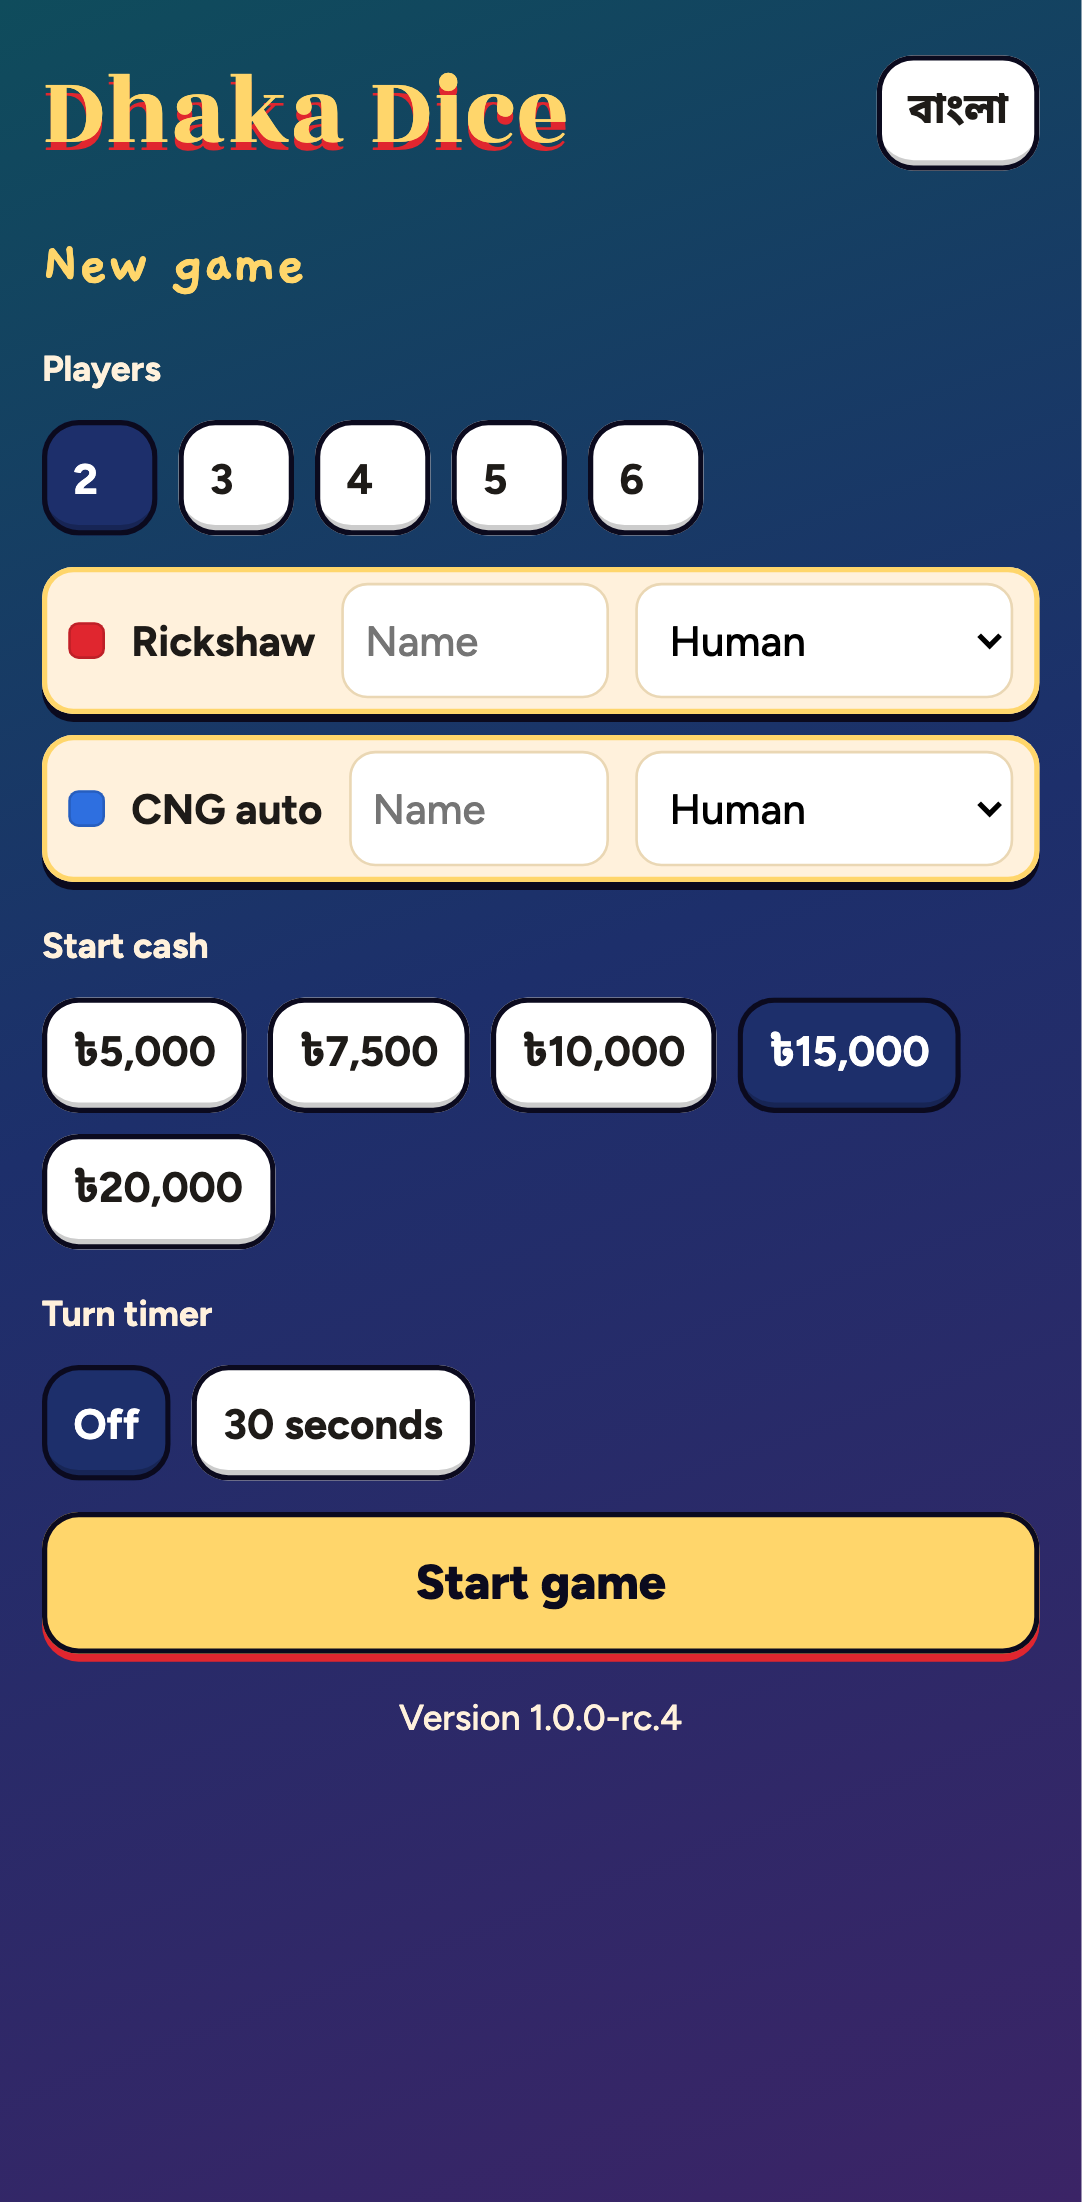 Dhaka Dice
বাংলা
New game
Players
2 3 4 5 6
Rickshaw Name Human
CNG auto Name Human
Start cash
৳5,000 ৳7,500 ৳10,000 ৳15,000
৳20,000
Turn timer
Off 30 seconds
Start game
Version 1.0.0-rc.4